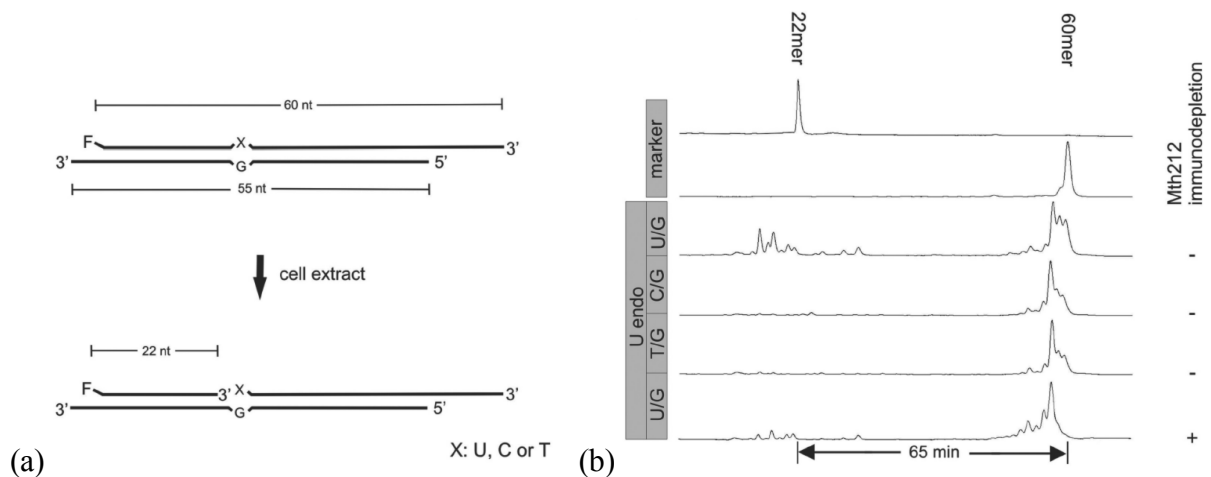 60 nt
F X
3'
3' G 5'
55 nt
cell extract
22 nt
F 3' X
3'
3' G 5'
X: U, C or T
(a)
22mer
60mer
Mth212
immunodepletion
marker
U endo
U/G
-
C/G
-
T/G
-
U/G
+
65 min
(b)